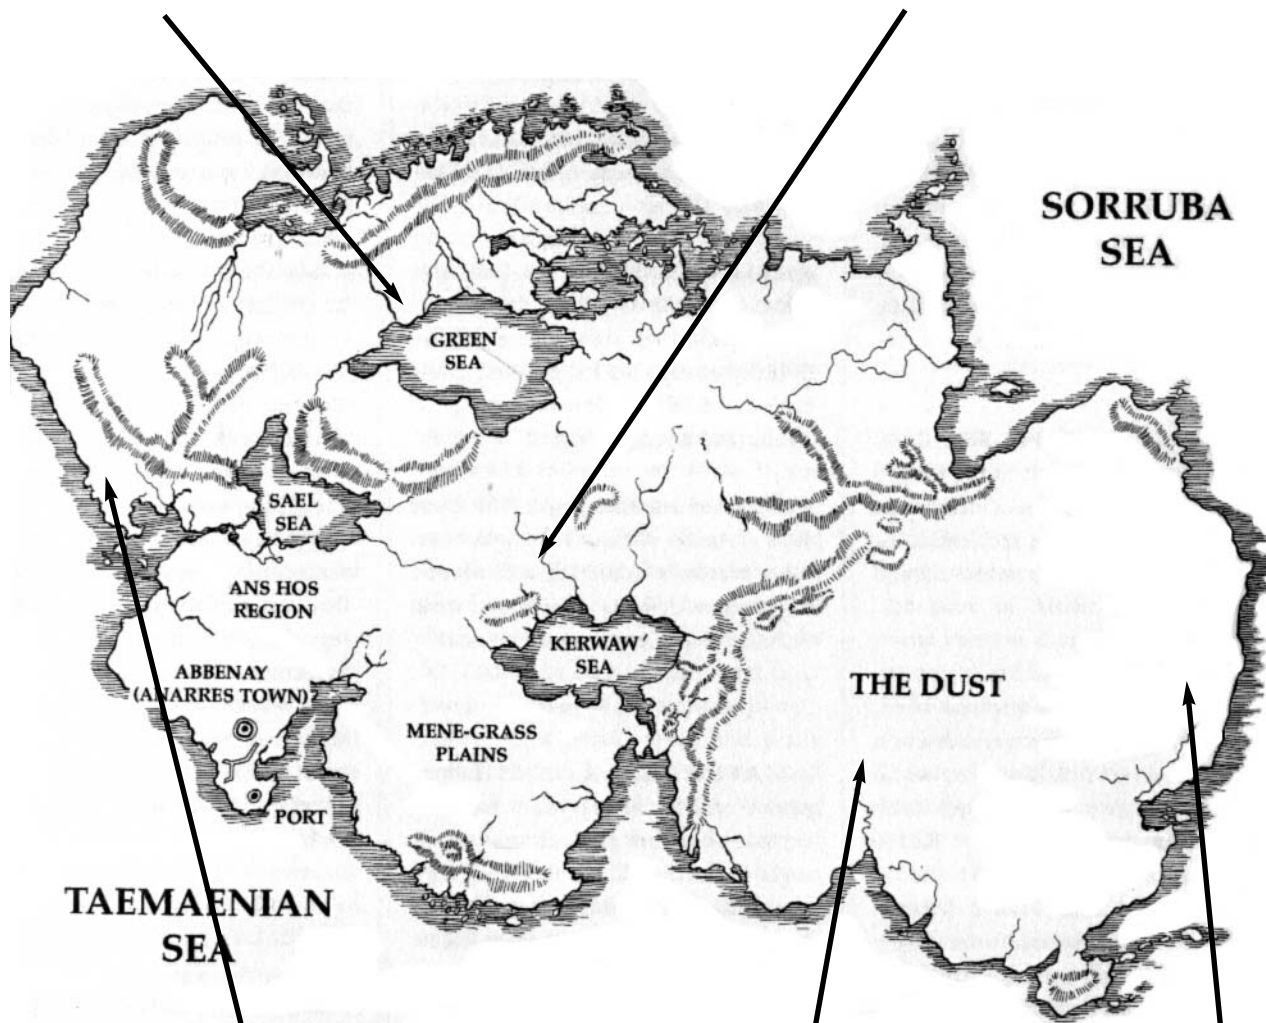 SORRUBA
SEA
GREEN
SEA
SAEL
SEA
ANS HOS
REGION
KERWAW
SEA
ABBENAY
(ANARRES TOWN)
THE DUST
MENE-GRASS
PLAINS
PORT
TAEMAENIAN
SEA